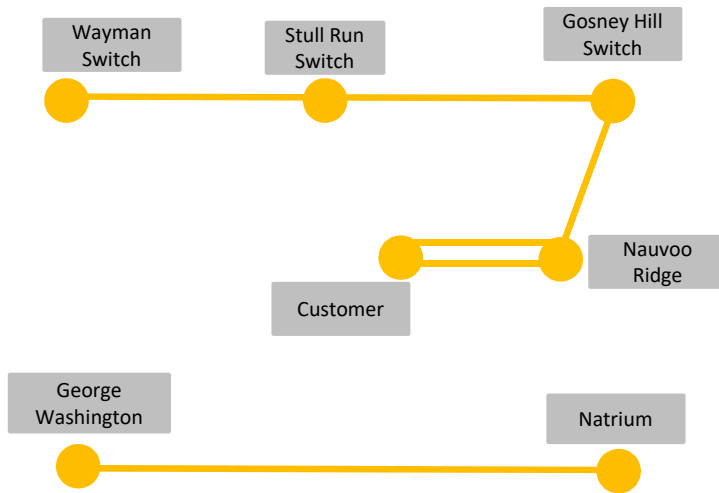 Wayman
Switch
Stull Run
Switch
Gosney Hill
Switch
Nauvoo
Ridge
Customer
George
Washington
Natrium